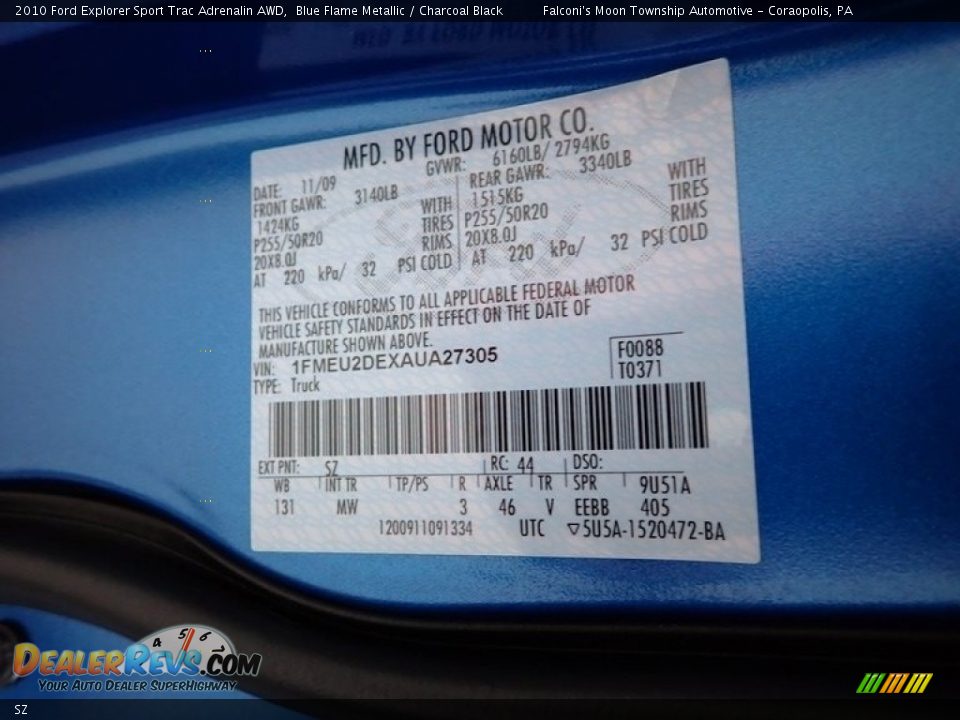 2010 Ford Explorer Sport Trac Adrenalin AWD, Blue Flame Metallic / Charcoal Black Falconi's Moon Township Automotive - Coraopolis, PA
MFD. BY FORD MOTOR CO.
DATE: 11/09 GVWR: 6160LB/ 2794KG
FRONT GAWR: 3140LB REAR GAWR: 3340LB
1424KG WITH 1515KG WITH
P255/50R20 TIRES P255/50R20 TIRES
20X8.0J RIMS 20X8.0J RIMS
AT 220 kPa/ 32 PSI COLD AT 220 kPa/ 32 PSI COLD
THIS VEHICLE CONFORMS TO ALL APPLICABLE FEDERAL MOTOR
VEHICLE SAFETY STANDARDS IN EFFECT ON THE DATE OF
MANUFACTURE SHOWN ABOVE.
VIN: 1FMEU2DEXAUA27305
TYPE: Truck
F0088
T0371
EXT PNT: SZ RC: 44 DSO:
WB INT TR TP/PS R AXLE TR SPR 9U51A
131 MW 3 46 V EEBB 405
1200911091334 UTC ▽5U5A-1520472-BA
4 5 6
DEALERREVS.COM
YOUR AUTO DEALER SUPERHIGHWAY
SZ